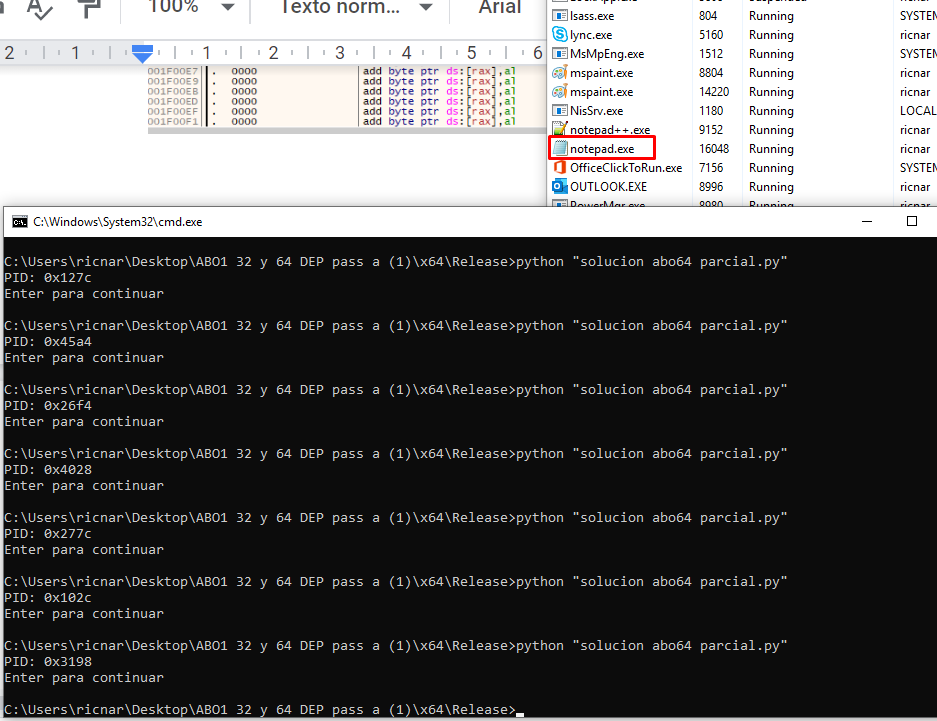 100% Texto norm... Arial
2 1 1 2 3 4 5 6
001F00E7 . 0000 add byte ptr ds:[rax],al
001F00E9 . 0000 add byte ptr ds:[rax],al
001F00EB . 0000 add byte ptr ds:[rax],al
001F00ED . 0000 add byte ptr ds:[rax],al
001F00EF . 0000 add byte ptr ds:[rax],al
001F00F1 . 0000 add byte ptr ds:[rax],al
lsass.exe 804 Running SYSTEM
lync.exe 5160 Running ricnar
MsMpEng.exe 1512 Running SYSTEM
mspaint.exe 8804 Running ricnar
mspaint.exe 14220 Running ricnar
NisSrv.exe 1180 Running LOCAL
notepad++.exe 9152 Running ricnar
notepad.exe 16048 Running ricnar
OfficeClickToRun.exe 7156 Running SYSTEM
OUTLOOK.EXE 8996 Running ricnar
PowerMgr.exe 8980 Running ricnar
C:\Windows\System32\cmd.exe
C:\Users\ricnar\Desktop\ABO1 32 y 64 DEP pass a (1)\x64\Release>python "solucion abo64 parcial.py"
PID: 0x127c
Enter para continuar
C:\Users\ricnar\Desktop\ABO1 32 y 64 DEP pass a (1)\x64\Release>python "solucion abo64 parcial.py"
PID: 0x45a4
Enter para continuar
C:\Users\ricnar\Desktop\ABO1 32 y 64 DEP pass a (1)\x64\Release>python "solucion abo64 parcial.py"
PID: 0x26f4
Enter para continuar
C:\Users\ricnar\Desktop\ABO1 32 y 64 DEP pass a (1)\x64\Release>python "solucion abo64 parcial.py"
PID: 0x4028
Enter para continuar
C:\Users\ricnar\Desktop\ABO1 32 y 64 DEP pass a (1)\x64\Release>python "solucion abo64 parcial.py"
PID: 0x277c
Enter para continuar
C:\Users\ricnar\Desktop\ABO1 32 y 64 DEP pass a (1)\x64\Release>python "solucion abo64 parcial.py"
PID: 0x102c
Enter para continuar
C:\Users\ricnar\Desktop\ABO1 32 y 64 DEP pass a (1)\x64\Release>python "solucion abo64 parcial.py"
PID: 0x3198
Enter para continuar
C:\Users\ricnar\Desktop\ABO1 32 y 64 DEP pass a (1)\x64\Release>